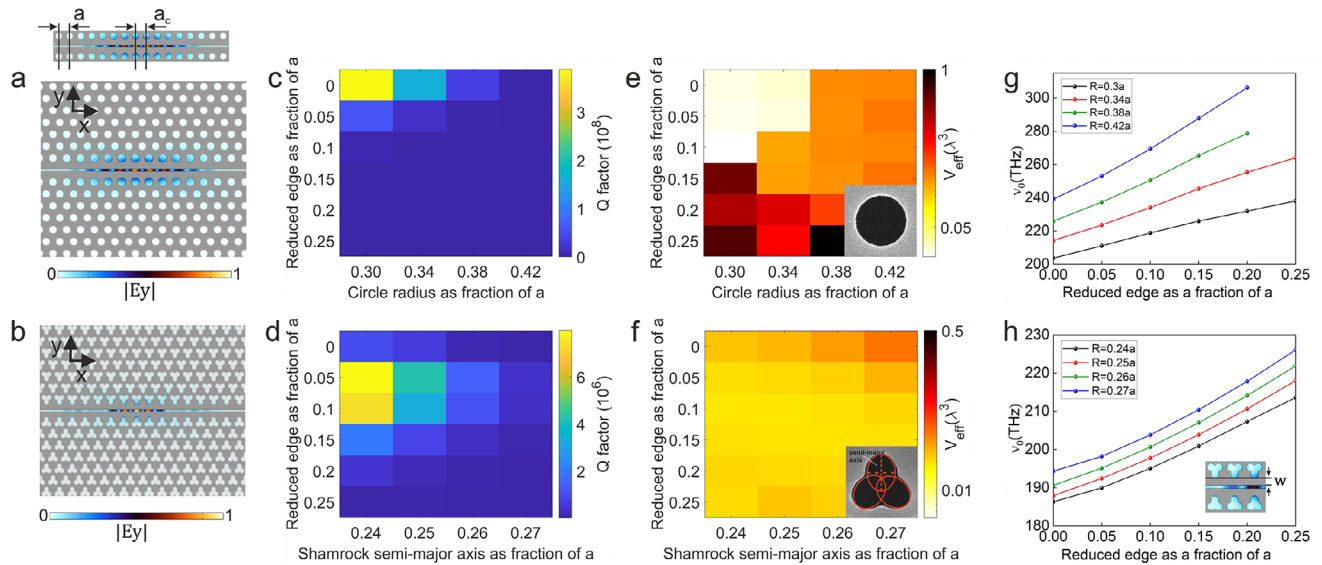 a
a_c
a
y
x
0
1
|Ey|
b
y
x
0
1
|Ey|
c
Reduced edge as fraction of a
0
0.05
0.1
0.15
0.2
0.25
0.30
0.34
0.38
0.42
Circle radius as fraction of a
3
2
1
0
Q factor (10^8)
d
Reduced edge as fraction of a
0
0.05
0.1
0.15
0.2
0.25
0.24
0.25
0.26
0.27
Shamrock semi-major axis as fraction of a
8
6
4
2
Q factor (10^6)
e
Reduced edge as fraction of a
0
0.05
0.1
0.15
0.2
0.25
0.30
0.34
0.38
0.42
Circle radius as fraction of a
1
0.05
V_eff(λ^3)
f
Reduced edge as fraction of a
0
0.05
0.1
0.15
0.2
0.25
0.24
0.25
0.26
0.27
Shamrock semi-major axis as fraction of a
semi-major
axis
0.5
0.01
V_eff(λ^3)
g
R=0.3a
R=0.34a
R=0.38a
R=0.42a
ν_0(THz)
300
280
260
240
220
200
0.00
0.05
0.10
0.15
0.20
0.25
Reduced edge as a fraction of a
h
R=0.24a
R=0.25a
R=0.26a
R=0.27a
ν_0(THz)
230
220
210
200
190
180
w
0.00
0.05
0.10
0.15
0.20
0.25
Reduced edge as a fraction of a